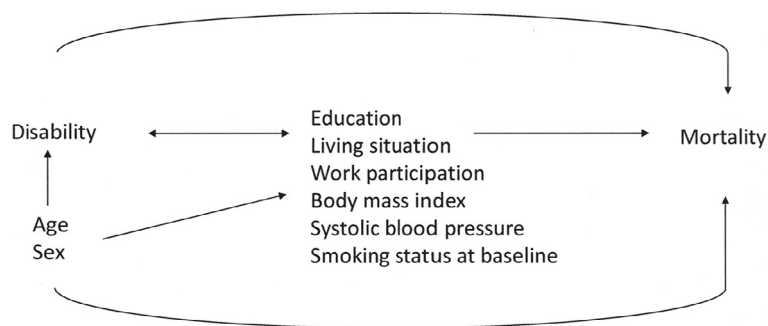 Disability
Education
Living situation
Work participation
Body mass index
Systolic blood pressure
Smoking status at baseline
Mortality
Age
Sex